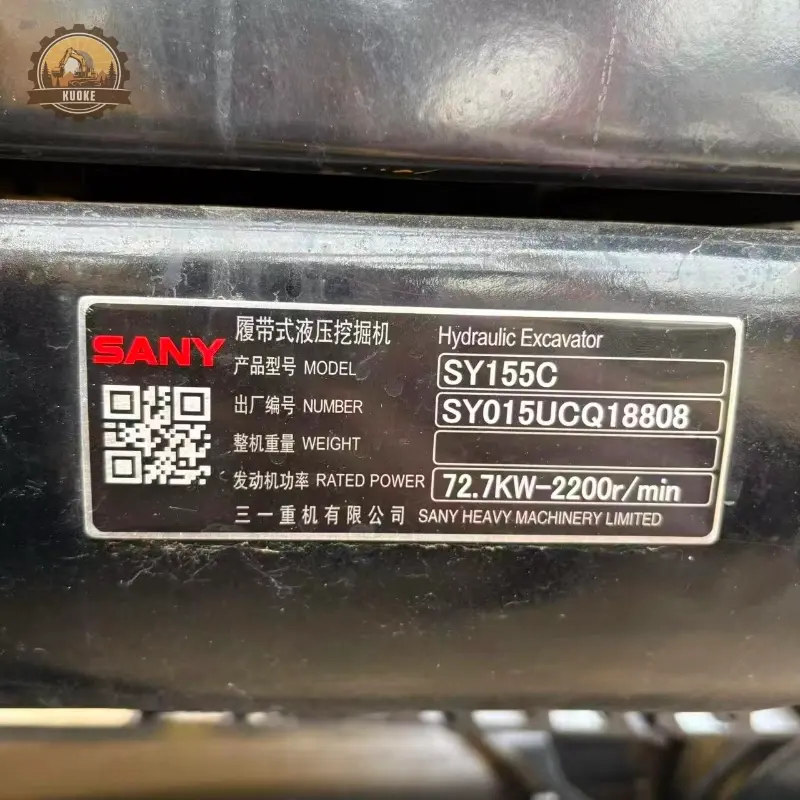 KUOKE
SANY
履带式液压挖掘机 Hydraulic Excavator
产品型号 MODEL SY155C
出厂编号 NUMBER SY015UCQ18808
整机重量 WEIGHT
发动机功率 RATED POWER 72.7KW-2200r/min
三一重机有限公司 SANY HEAVY MACHINERY LIMITED